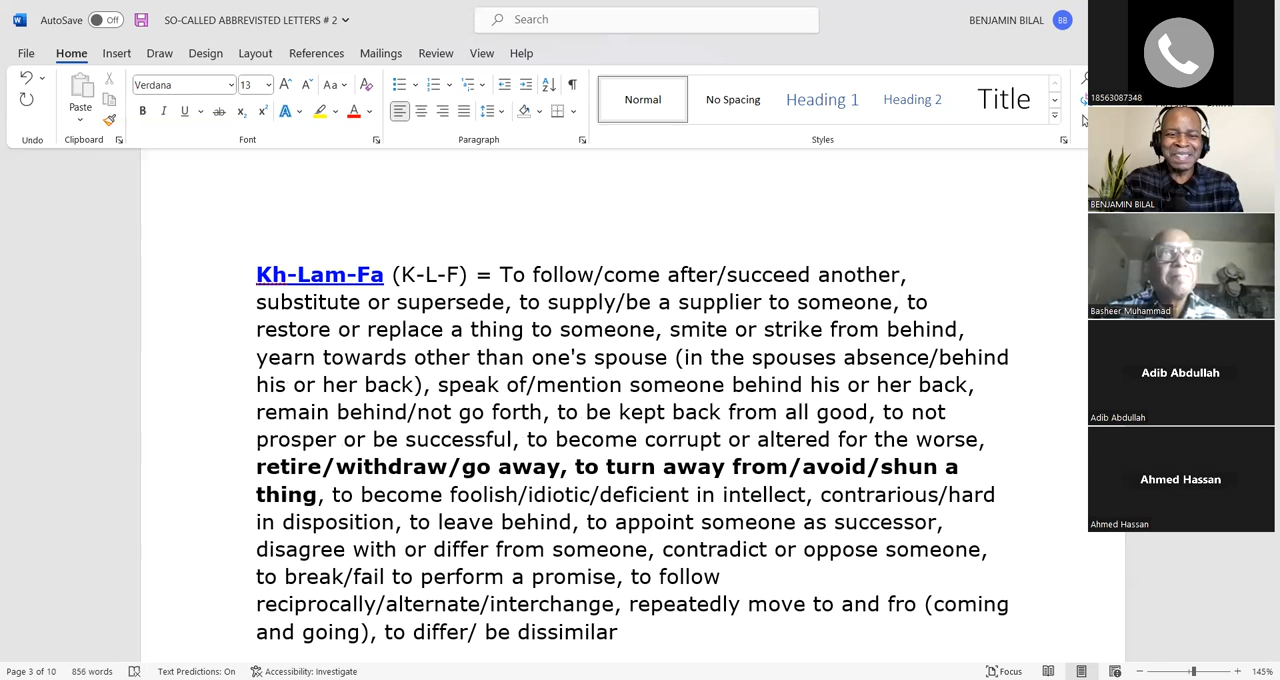 AutoSave Off SO-CALLED ABBREVISTED LETTERS # 2 Search BENJAMIN BILAL BB
File Home Insert Draw Design Layout References Mailings Review View Help
Verdana 13
Paste
Normal No Spacing Heading 1 Heading 2 Title
Undo Clipboard Font Paragraph Styles
Kh-Lam-Fa (K-L-F) = To follow/come after/succeed another,
substitute or supersede, to supply/be a supplier to someone, to
restore or replace a thing to someone, smite or strike from behind,
yearn towards other than one's spouse (in the spouses absence/behind
his or her back), speak of/mention someone behind his or her back,
remain behind/not go forth, to be kept back from all good, to not
prosper or be successful, to become corrupt or altered for the worse,
retire/withdraw/go away, to turn away from/avoid/shun a
thing, to become foolish/idiotic/deficient in intellect, contrarious/hard
in disposition, to leave behind, to appoint someone as successor,
disagree with or differ from someone, contradict or oppose someone,
to break/fail to perform a promise, to follow
reciprocally/alternate/interchange, repeatedly move to and fro (coming
and going), to differ/ be dissimilar
Page 3 of 10 856 words Text Predictions: On Accessibility: Investigate Focus 145%
18563087348
BENJAMIN BILAL
Basheer Muhammad
Adib Abdullah
Adib Abdullah
Ahmed Hassan
Ahmed Hassan